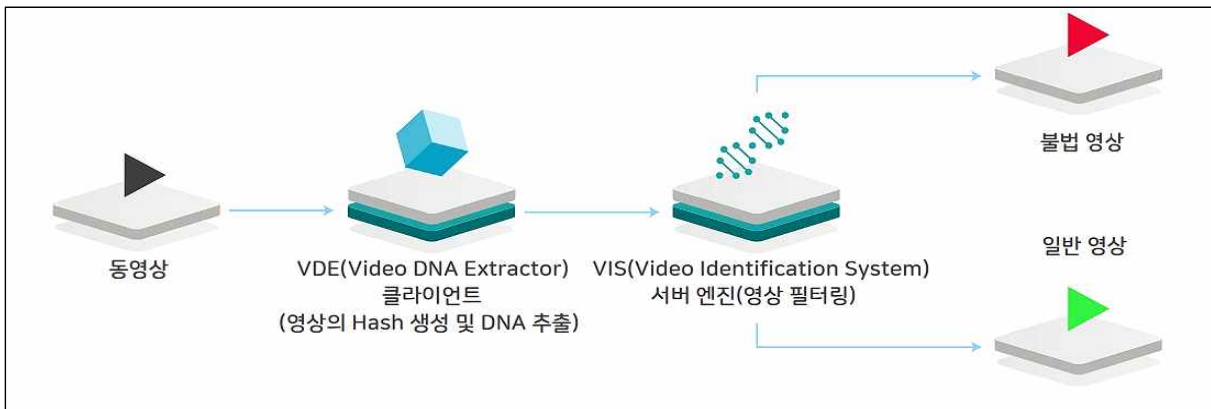 동영상
VDE(Video DNA Extractor)
클라이언트
(영상의 Hash 생성 및 DNA 추출)
VIS(Video Identification System)
서버 엔진(영상 필터링)
불법 영상
일반 영상